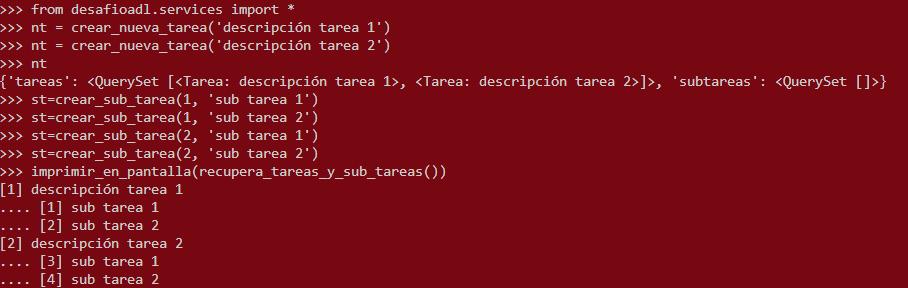 >>> from desafioadl.services import *
>>> nt = crear_nueva_tarea('descripción tarea 1')
>>> nt = crear_nueva_tarea('descripción tarea 2')
>>> nt
{'tareas': <QuerySet [<Tarea: descripción tarea 1>, <Tarea: descripción tarea 2>]>, 'subtareas': <QuerySet []>}
>>> st=crear_sub_tarea(1, 'sub tarea 1')
>>> st=crear_sub_tarea(1, 'sub tarea 2')
>>> st=crear_sub_tarea(2, 'sub tarea 1')
>>> st=crear_sub_tarea(2, 'sub tarea 2')
>>> imprimir_en_pantalla(recupera_tareas_y_sub_tareas())
[1] descripción tarea 1
.... [1] sub tarea 1
.... [2] sub tarea 2
[2] descripción tarea 2
.... [3] sub tarea 1
.... [4] sub tarea 2